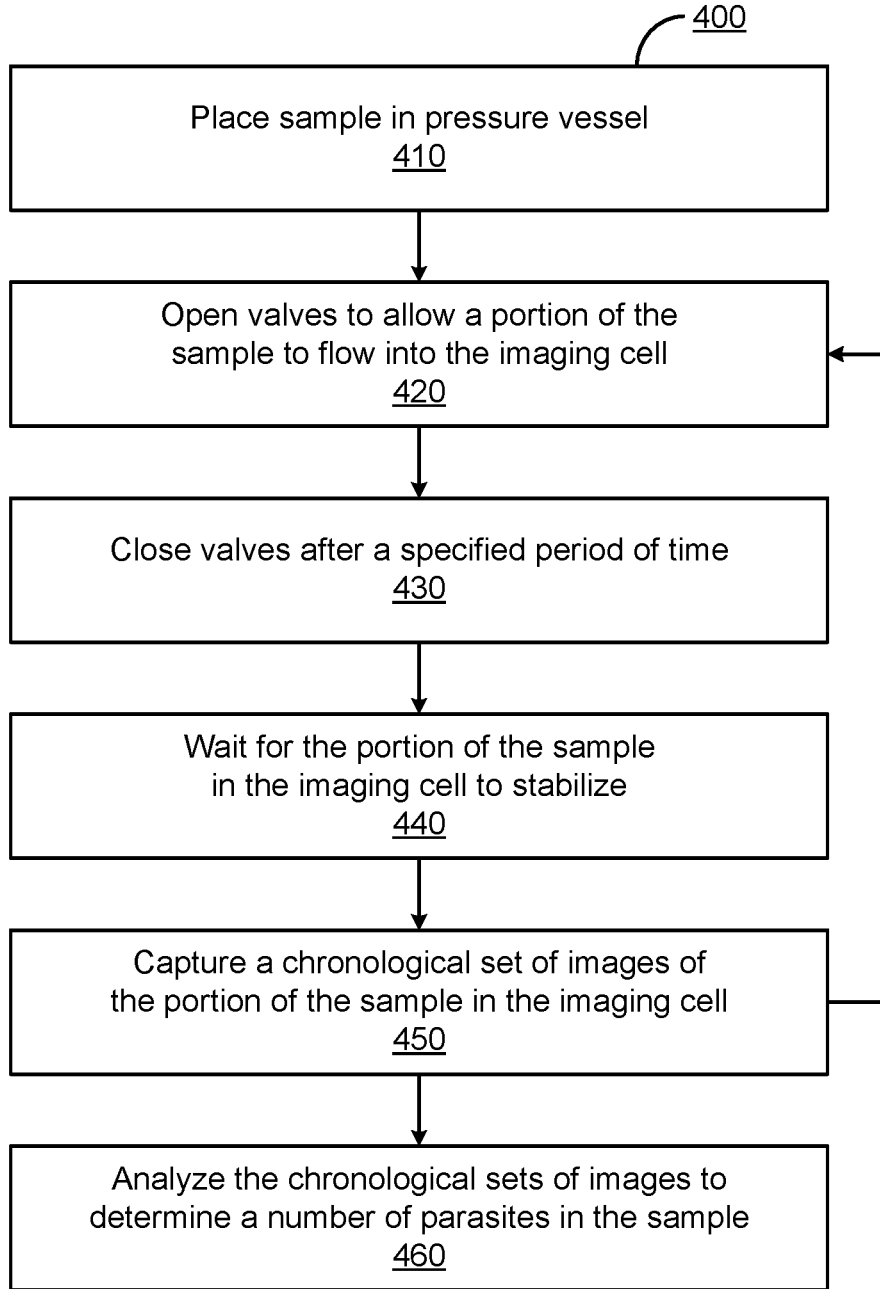 400
Place sample in pressure vessel
410
Open valves to allow a portion of the
sample to flow into the imaging cell
420
Close valves after a specified period of time
430
Wait for the portion of the sample
in the imaging cell to stabilize
440
Capture a chronological set of images of
the portion of the sample in the imaging cell
450
Analyze the chronological sets of images to
determine a number of parasites in the sample
460